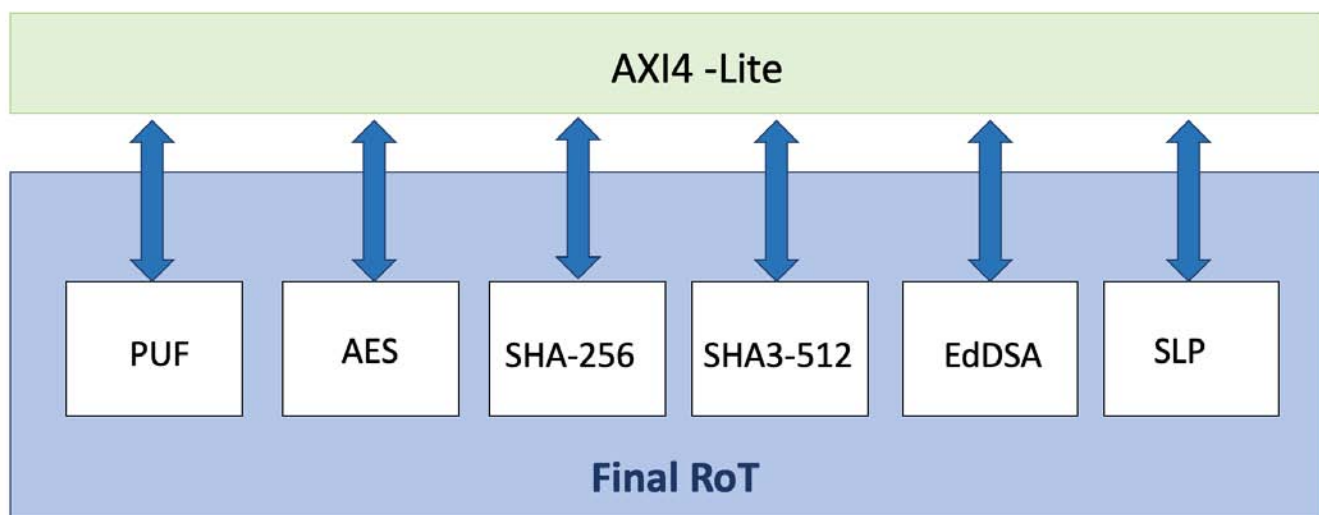 AXI4 -Lite
PUF
AES
SHA-256
SHA3-512
EdDSA
SLP
Final RoT